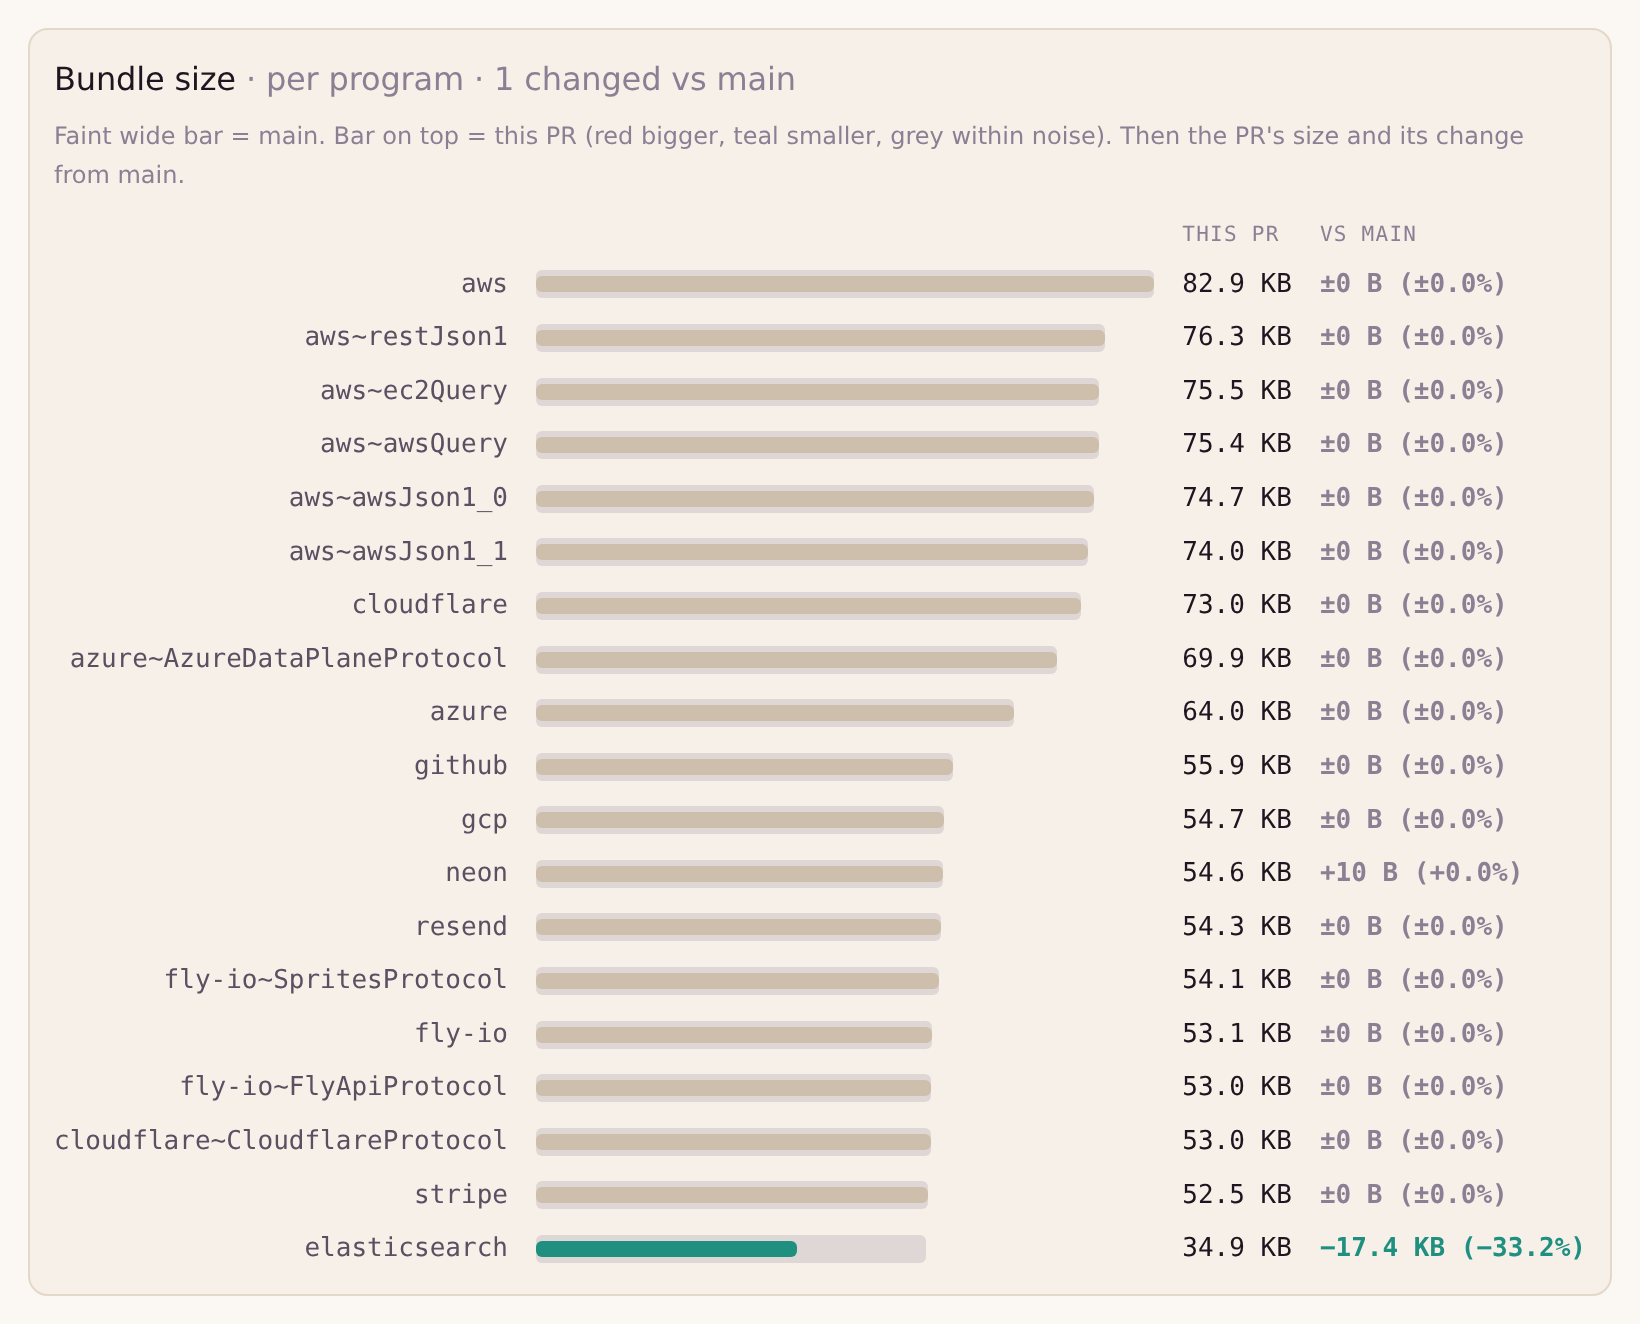 Bundle size · per program · 1 changed vs main
Faint wide bar = main. Bar on top = this PR (red bigger, teal smaller, grey within noise). Then the PR's size and its change
from main.
THIS PR VS MAIN
aws 82.9 KB ±0 B (±0.0%)
aws~restJson1 76.3 KB ±0 B (±0.0%)
aws~ec2Query 75.5 KB ±0 B (±0.0%)
aws~awsQuery 75.4 KB ±0 B (±0.0%)
aws~awsJson1_0 74.7 KB ±0 B (±0.0%)
aws~awsJson1_1 74.0 KB ±0 B (±0.0%)
cloudflare 73.0 KB ±0 B (±0.0%)
azure~AzureDataPlaneProtocol 69.9 KB ±0 B (±0.0%)
azure 64.0 KB ±0 B (±0.0%)
github 55.9 KB ±0 B (±0.0%)
gcp 54.7 KB ±0 B (±0.0%)
neon 54.6 KB +10 B (+0.0%)
resend 54.3 KB ±0 B (±0.0%)
fly-io~SpritesProtocol 54.1 KB ±0 B (±0.0%)
fly-io 53.1 KB ±0 B (±0.0%)
fly-io~FlyApiProtocol 53.0 KB ±0 B (±0.0%)
cloudflare~CloudflareProtocol 53.0 KB ±0 B (±0.0%)
stripe 52.5 KB ±0 B (±0.0%)
elasticsearch 34.9 KB −17.4 KB (−33.2%)